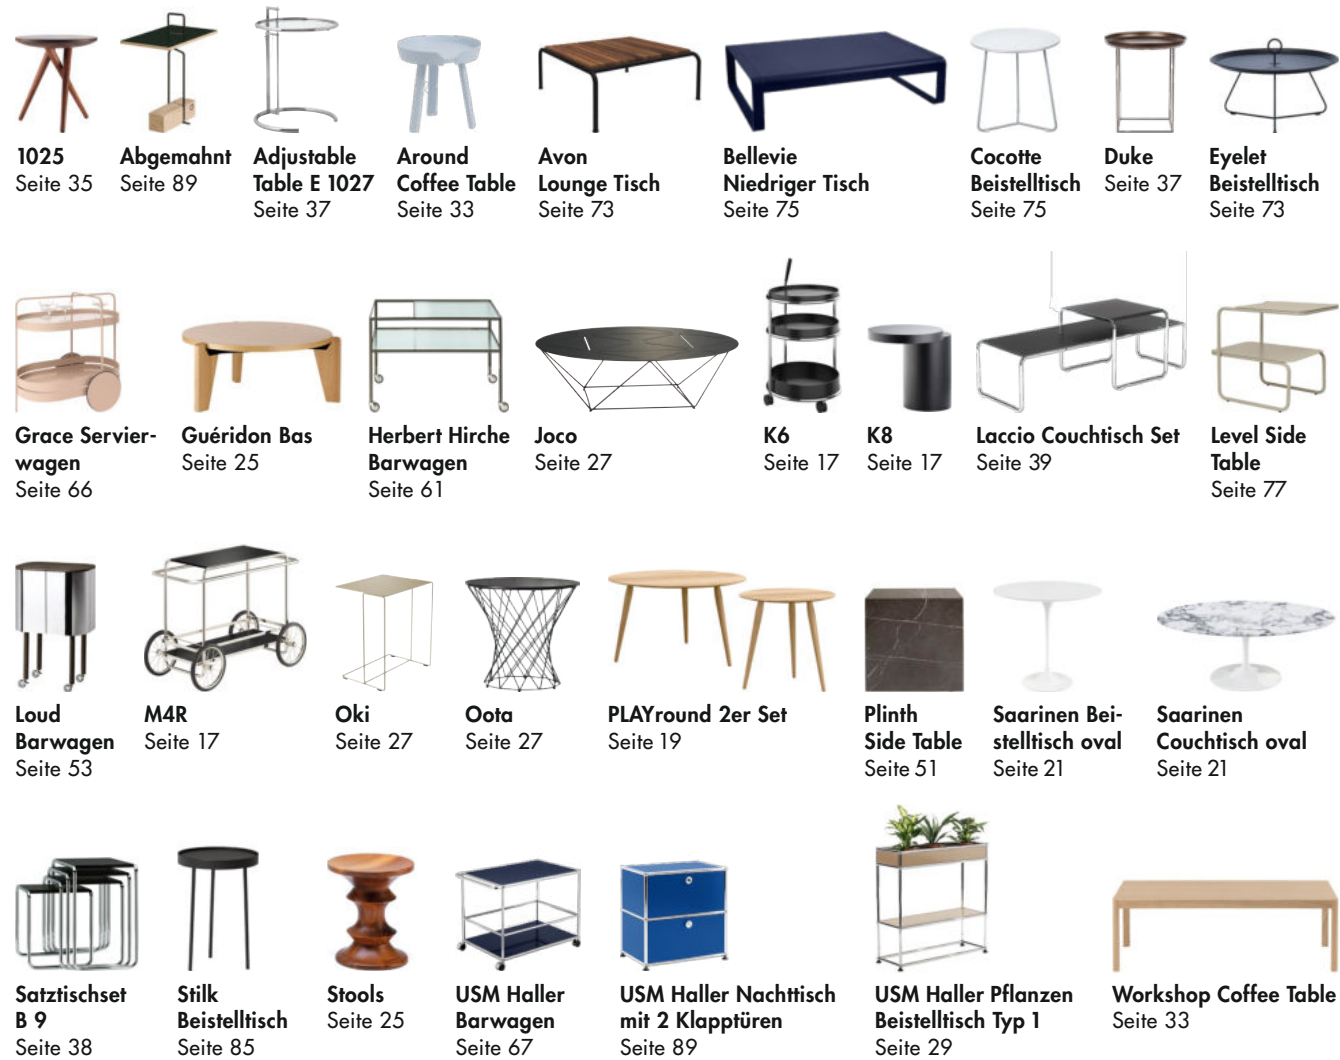 1025
Seite 35
Abgemahnt
Seite 89
Adjustable
Table E 1027
Seite 37
Around
Coffee Table
Seite 33
Avon
Lounge Tisch
Seite 73
Bellevie
Niedriger Tisch
Seite 75
Cocotte
Beistelltisch
Seite 75
Duke
Seite 37
Eyelet
Beistelltisch
Seite 73
Grace Servier-
wagen
Seite 66
Guéridon Bas
Seite 25
Herbert Hirche
Barwagen
Seite 61
Joco
Seite 27
K6
Seite 17
K8
Seite 17
Laccio Couchtisch Set
Seite 39
Level Side
Table
Seite 77
Loud
Barwagen
Seite 53
M4R
Seite 17
Oki
Seite 27
Oota
Seite 27
PLAYround 2er Set
Seite 19
Plinth
Side Table
Seite 51
Saarinen Bei-
stelltisch oval
Seite 21
Saarinen
Couchtisch oval
Seite 21
Satztischset
B 9
Seite 38
Stilk
Beistelltisch
Seite 85
Stools
Seite 25
USM Haller
Barwagen
Seite 67
USM Haller Nachttisch
mit 2 Klapptüren
Seite 89
USM Haller Pflanzen
Beistelltisch Typ 1
Seite 29
Workshop Coffee Table
Seite 33